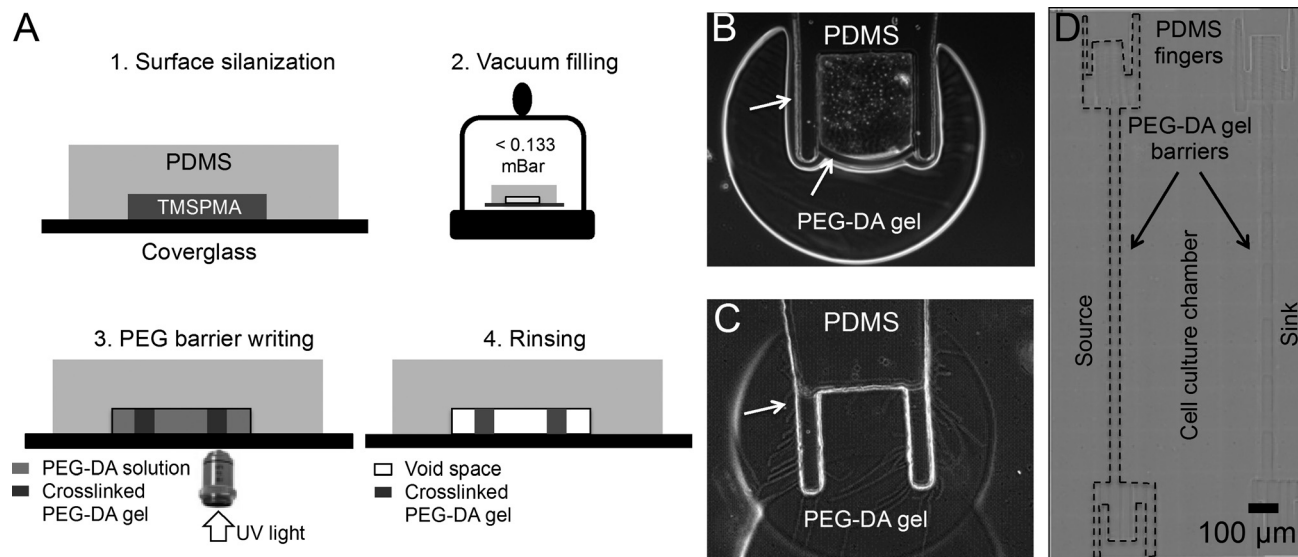 A
1. Surface silanization
PDMS
TMSPMA
Coverglass
2. Vacuum filling
< 0.133
mBar
3. PEG barrier writing
PEG-DA solution
Crosslinked
PEG-DA gel
UV light
4. Rinsing
Void space
Crosslinked
PEG-DA gel
B
PDMS
PEG-DA gel
C
PDMS
PEG-DA gel
D
PDMS
fingers
PEG-DA gel
barriers
Source
Cell culture chamber
Sink
100 µm